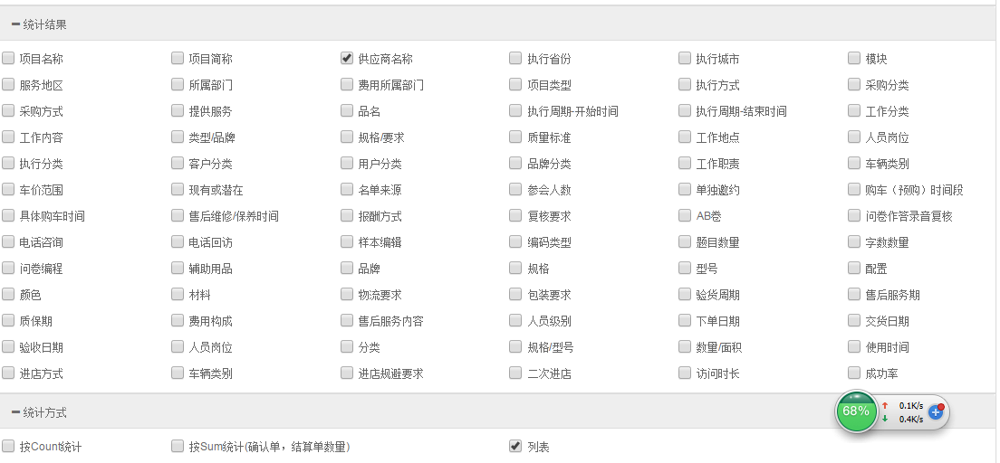 统计结果
项目名称 项目简称 供应商名称 执行省份 执行城市 模块
服务地区 所属部门 费用所属部门 项目类型 执行方式 采购分类
采购方式 提供服务 品名 执行周期-开始时间 执行周期-结束时间 工作分类
工作内容 类型/品牌 规格/要求 质量标准 工作地点 人员岗位
执行分类 客户分类 用户分类 品牌分类 工作职责 车辆类别
车价范围 现有或潜在 名单来源 参会人数 单独邀约 购车（预购）时间段
具体购车时间 售后维修/保养时间 报酬方式 复核要求 AB卷 问卷作答录音复核
电话咨询 电话回访 样本编辑 编码类型 题目数量 字数数量
问卷编程 辅助用品 品牌 规格 型号 配置
颜色 材料 物流要求 包装要求 验货周期 售后服务期
质保期 费用构成 售后服务内容 人员级别 下单日期 交货日期
验收日期 人员岗位 分类 规格/型号 数量/面积 使用时间
进店方式 车辆类别 进店规避要求 二次进店 访问时长 成功率
统计方式
68% 0.1K/s
0.4K/s
按Count统计 按Sum统计(确认单，结算单数量) 列表